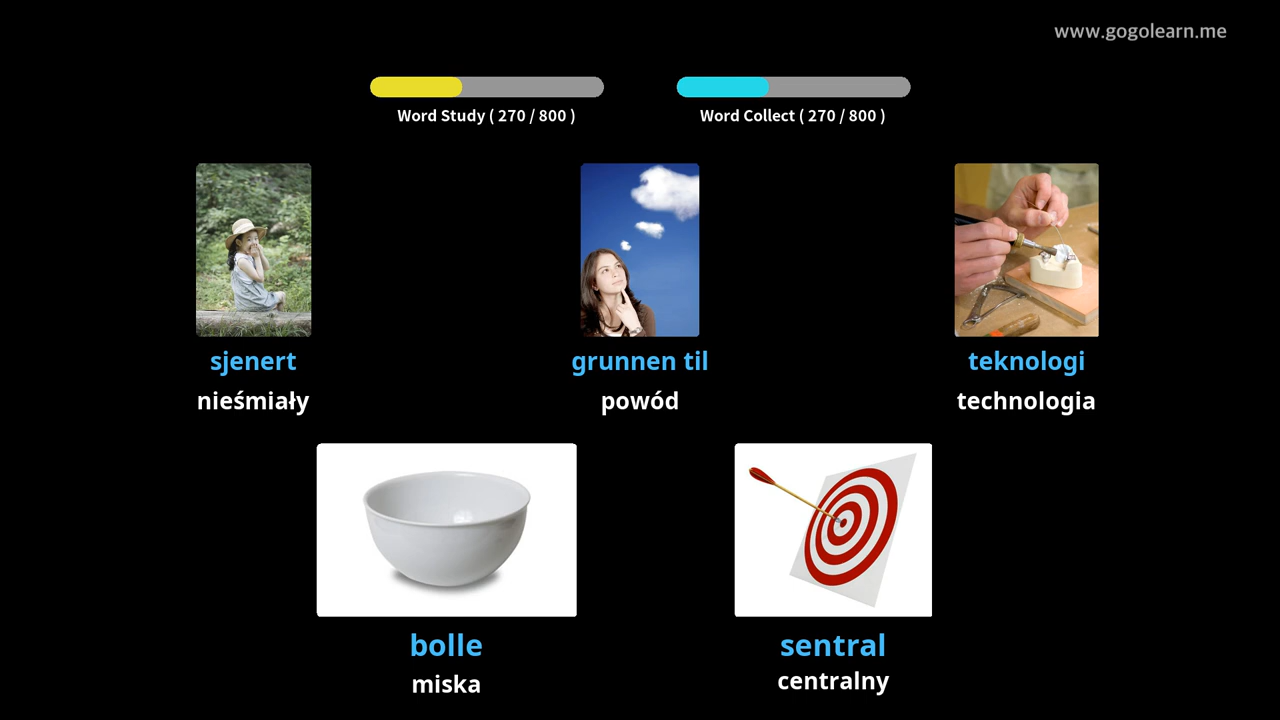 www.gogolearn.me
Word Study ( 270 / 800 )
Word Collect ( 270 / 800 )
sjenert
nieśmiały
grunnen til
powód
teknologi
technologia
bolle
miska
sentral
centralny